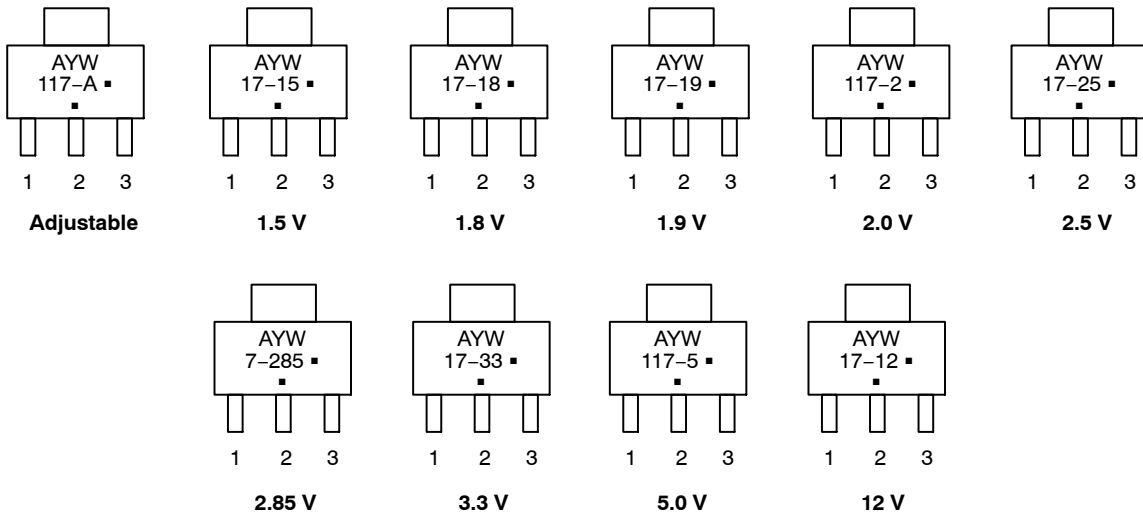 AYW AYW AYW AYW AYW AYW
117–A ▪ 17–15 ▪ 17–18 ▪ 17–19 ▪ 117–2 ▪ 17–25 ▪
▪ ▪ ▪ ▪ ▪ ▪
1 2 3 1 2 3 1 2 3 1 2 3 1 2 3 1 2 3
Adjustable 1.5 V 1.8 V 1.9 V 2.0 V 2.5 V
AYW AYW AYW AYW
7–285 ▪ 17–33 ▪ 117–5 ▪ 17–12 ▪
▪ ▪ ▪ ▪
1 2 3 1 2 3 1 2 3 1 2 3
2.85 V 3.3 V 5.0 V 12 V